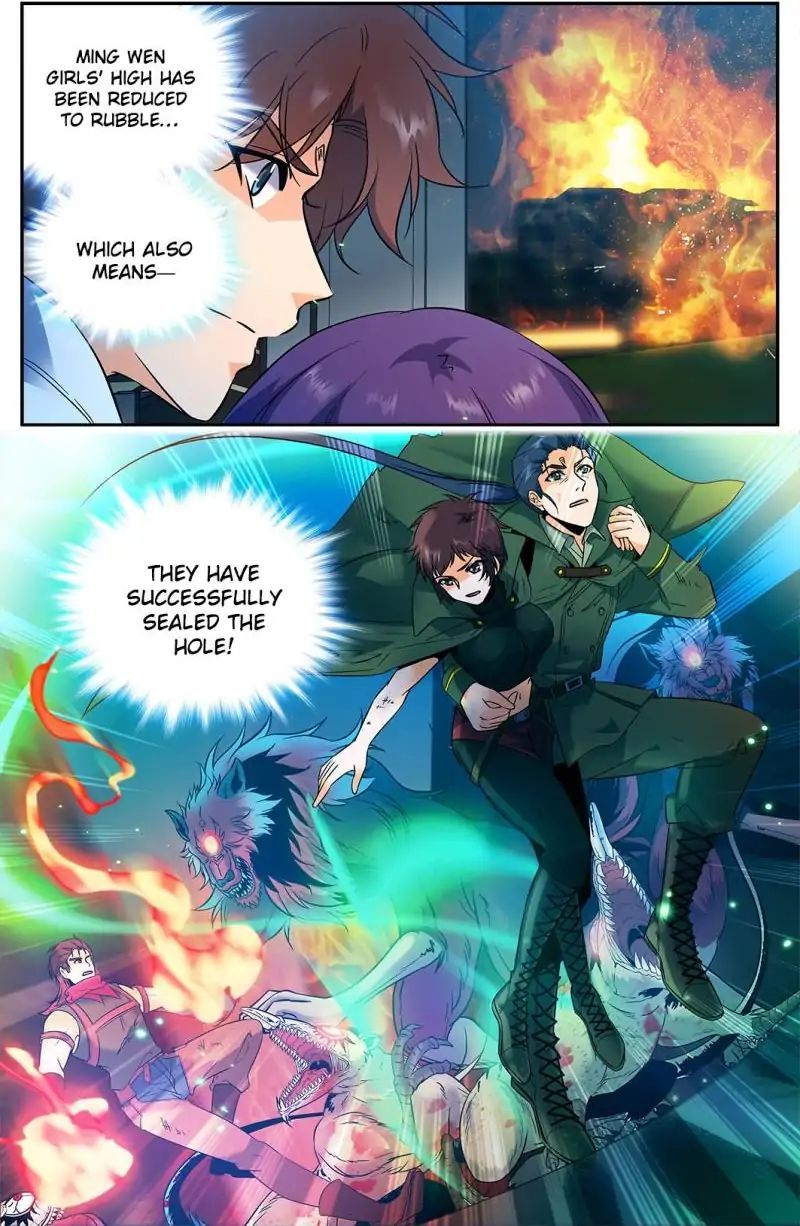 MING WEN
GIRLS' HIGH HAS
BEEN REDUCED
TO RUBBLE...
WHICH ALSO
MEANS—
THEY HAVE
SUCCESSFULLY
SEALED THE
HOLE!